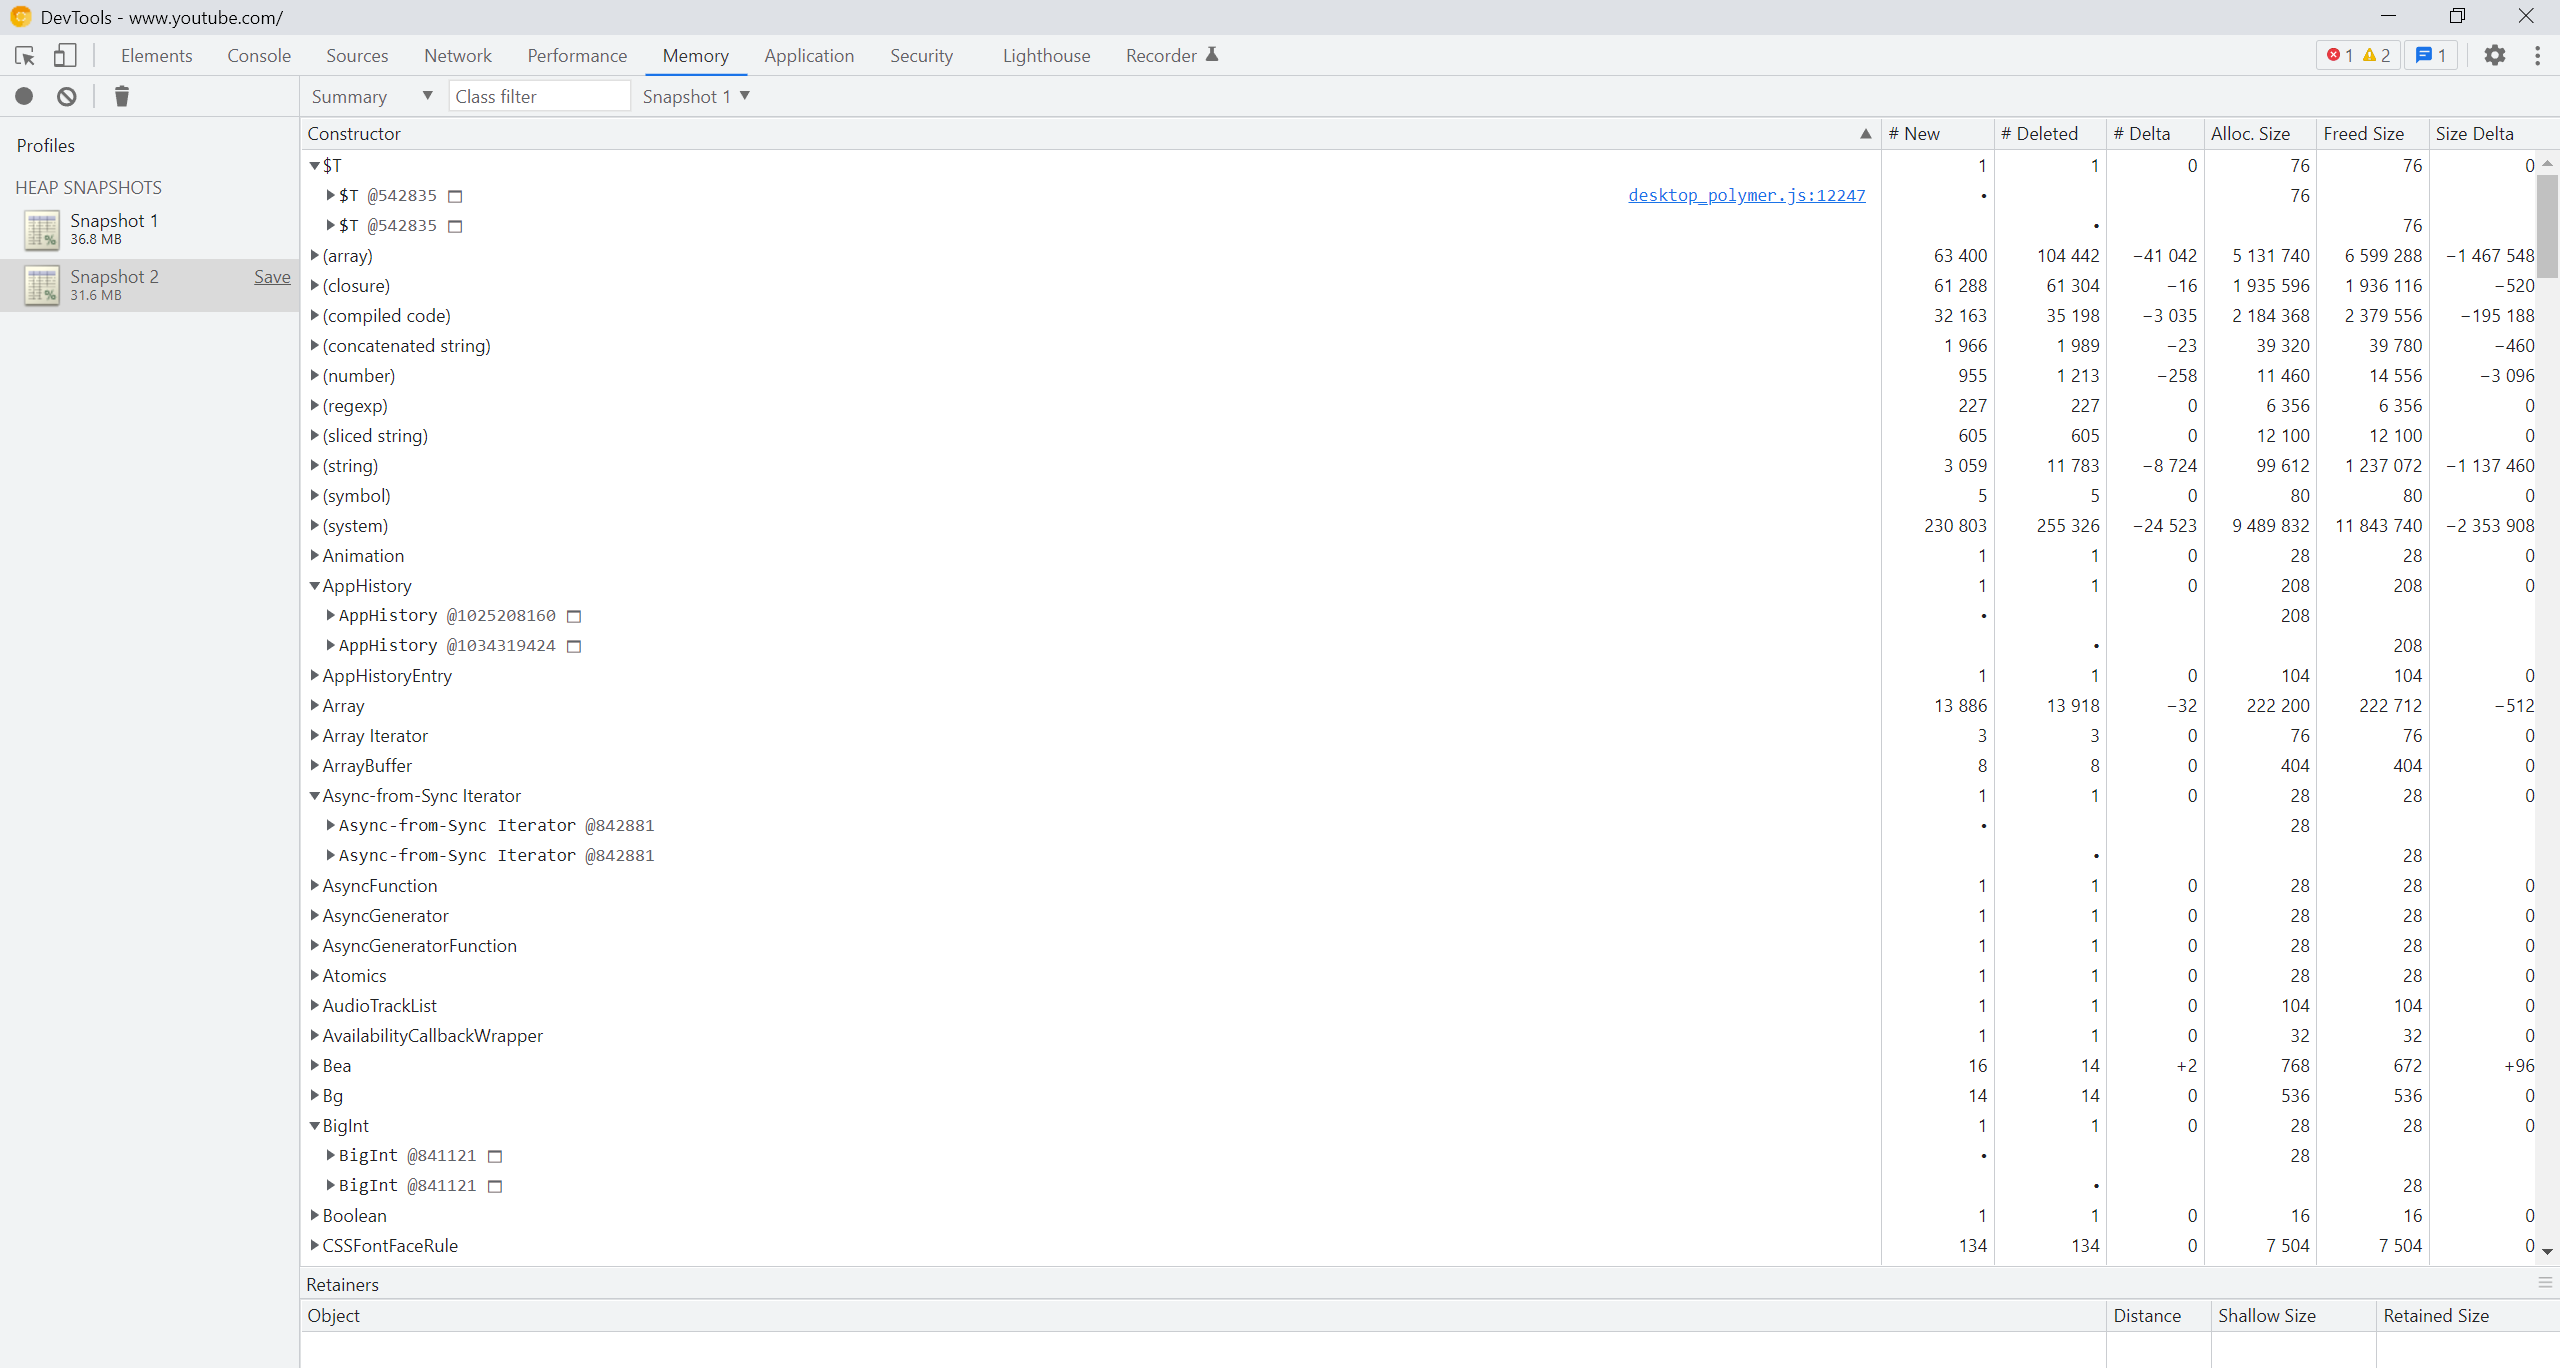 DevTools - www.youtube.com/
Elements Console Sources Network Performance Memory Application Security Lighthouse Recorder 1 2 1
Summary Class filter Snapshot 1
Profiles
HEAP SNAPSHOTS
Snapshot 1
36.8 MB
Snapshot 2 Save
31.6 MB
Constructor # New # Deleted # Delta Alloc. Size Freed Size Size Delta
$T 1 1 0 76 76 0
$T @542835 desktop_polymer.js:12247 • 76
$T @542835 • 76
(array) 63 400 104 442 −41 042 5 131 740 6 599 288 −1 467 548
(closure) 61 288 61 304 −16 1 935 596 1 936 116 −520
(compiled code) 32 163 35 198 −3 035 2 184 368 2 379 556 −195 188
(concatenated string) 1 966 1 989 −23 39 320 39 780 −460
(number) 955 1 213 −258 11 460 14 556 −3 096
(regexp) 227 227 0 6 356 6 356 0
(sliced string) 605 605 0 12 100 12 100 0
(string) 3 059 11 783 −8 724 99 612 1 237 072 −1 137 460
(symbol) 5 5 0 80 80 0
(system) 230 803 255 326 −24 523 9 489 832 11 843 740 −2 353 908
Animation 1 1 0 28 28 0
AppHistory 1 1 0 208 208 0
AppHistory @1025208160 • 208
AppHistory @1034319424 • 208
AppHistoryEntry 1 1 0 104 104 0
Array 13 886 13 918 −32 222 200 222 712 −512
Array Iterator 3 3 0 76 76 0
ArrayBuffer 8 8 0 404 404 0
Async-from-Sync Iterator 1 1 0 28 28 0
Async-from-Sync Iterator @842881 • 28
Async-from-Sync Iterator @842881 • 28
AsyncFunction 1 1 0 28 28 0
AsyncGenerator 1 1 0 28 28 0
AsyncGeneratorFunction 1 1 0 28 28 0
Atomics 1 1 0 28 28 0
AudioTrackList 1 1 0 104 104 0
AvailabilityCallbackWrapper 1 1 0 32 32 0
Bea 16 14 +2 768 672 +96
Bg 14 14 0 536 536 0
BigInt 1 1 0 28 28 0
BigInt @841121 • 28
BigInt @841121 • 28
Boolean 1 1 0 16 16 0
CSSFontFaceRule 134 134 0 7 504 7 504 0
Retainers
Object Distance Shallow Size Retained Size